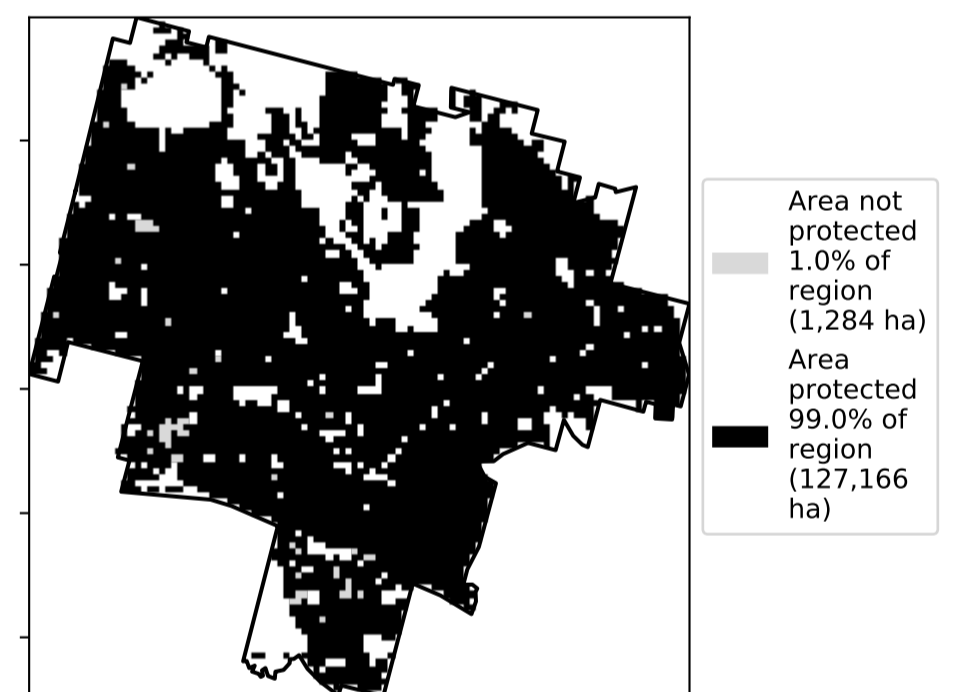 Area not
protected
1.0% of
region
(1,284 ha)
Area
protected
99.0% of
region
(127,166
ha)